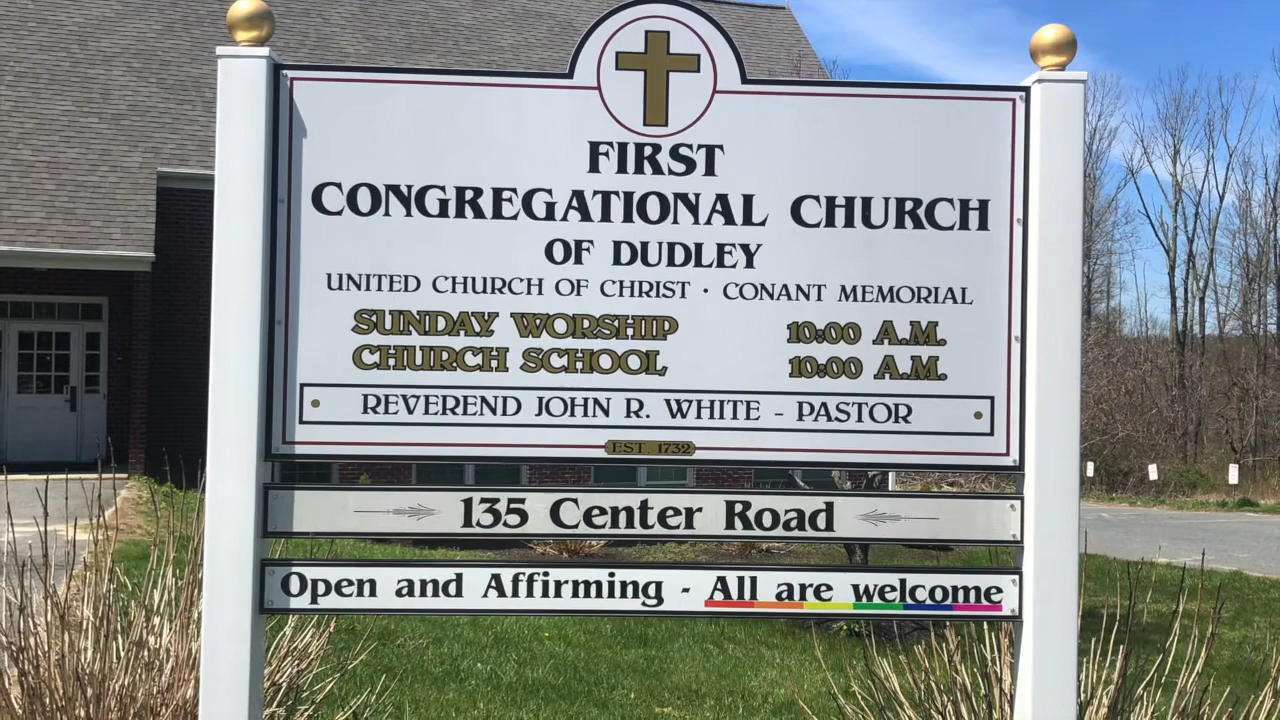 FIRST
CONGREGATIONAL CHURCH
OF DUDLEY
UNITED CHURCH OF CHRIST · CONANT MEMORIAL
SUNDAY WORSHIP 10:00 A.M.
CHURCH SCHOOL 10:00 A.M.
REVEREND JOHN R. WHITE - PASTOR
EST. 1732
135 Center Road
Open and Affirming - All are welcome